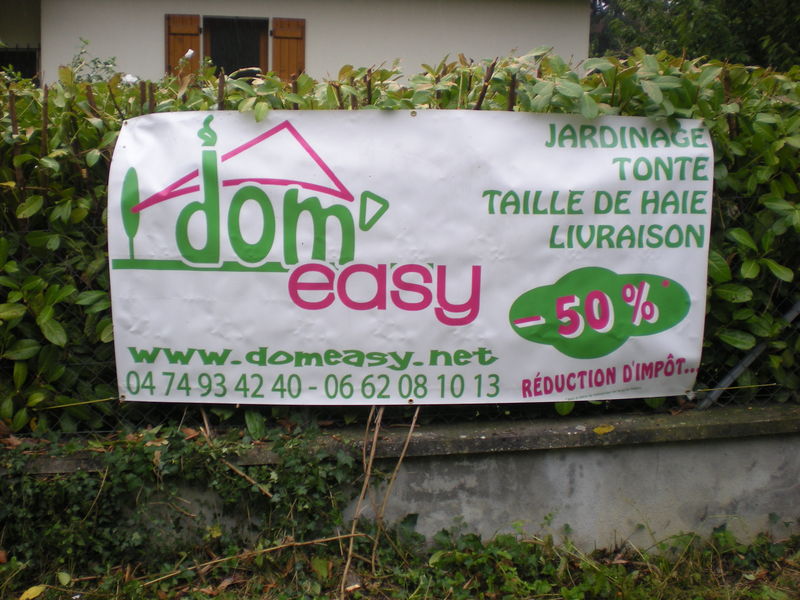 dom'
easy
www.domeasy.net
04 74 93 42 40 - 06 62 08 10 13
JARDINAGE
TONTE
TAILLE DE HAIE
LIVRAISON
- 50 % *
RÉDUCTION D'IMPÔT...